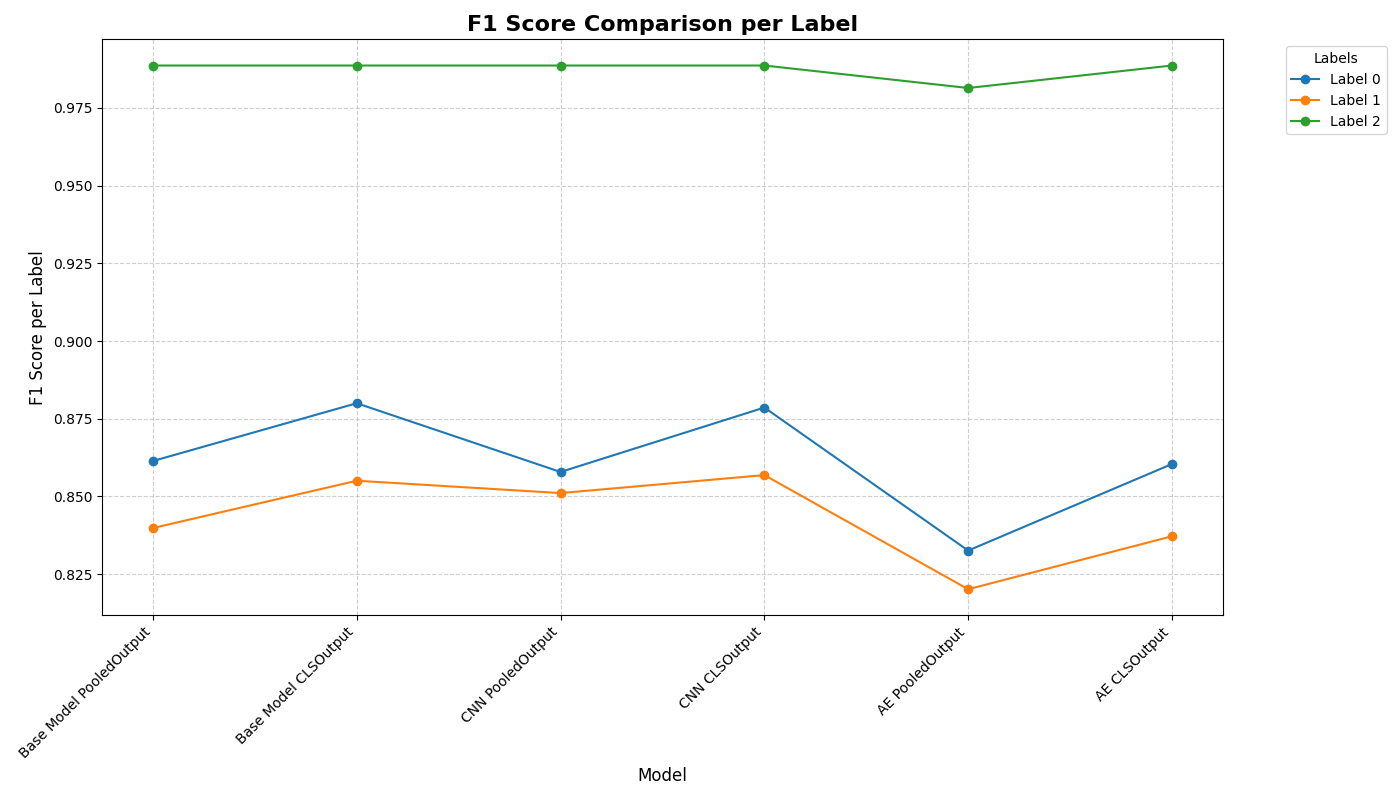 F1 Score Comparison per Label
Labels
Label 0
Label 1
Label 2
F1 Score per Label
0.975
0.950
0.925
0.900
0.875
0.850
0.825
Base Model PooledOutput
Base Model CLSOutput
CNN PooledOutput
CNN CLSOutput
AE PooledOutput
AE CLSOutput
Model